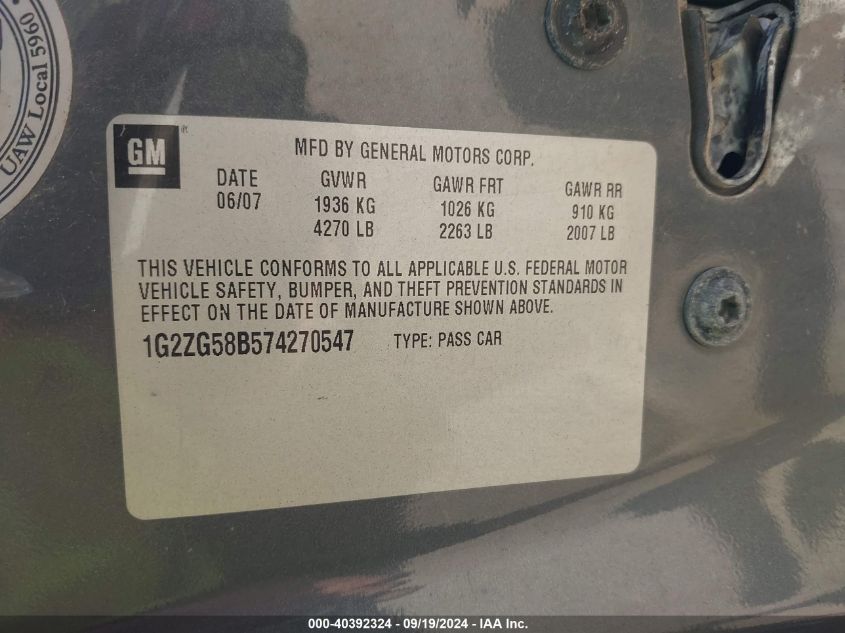 UAW Local 5960
GM
MFD BY GENERAL MOTORS CORP.
DATE GVWR GAWR FRT GAWR RR
06/07 1936 KG 1026 KG 910 KG
4270 LB 2263 LB 2007 LB
THIS VEHICLE CONFORMS TO ALL APPLICABLE U.S. FEDERAL MOTOR
VEHICLE SAFETY, BUMPER, AND THEFT PREVENTION STANDARDS IN
EFFECT ON THE DATE OF MANUFACTURE SHOWN ABOVE.
1G2ZG58B574270547 TYPE: PASS CAR
000-40392324 - 09/19/2024 - IAA Inc.